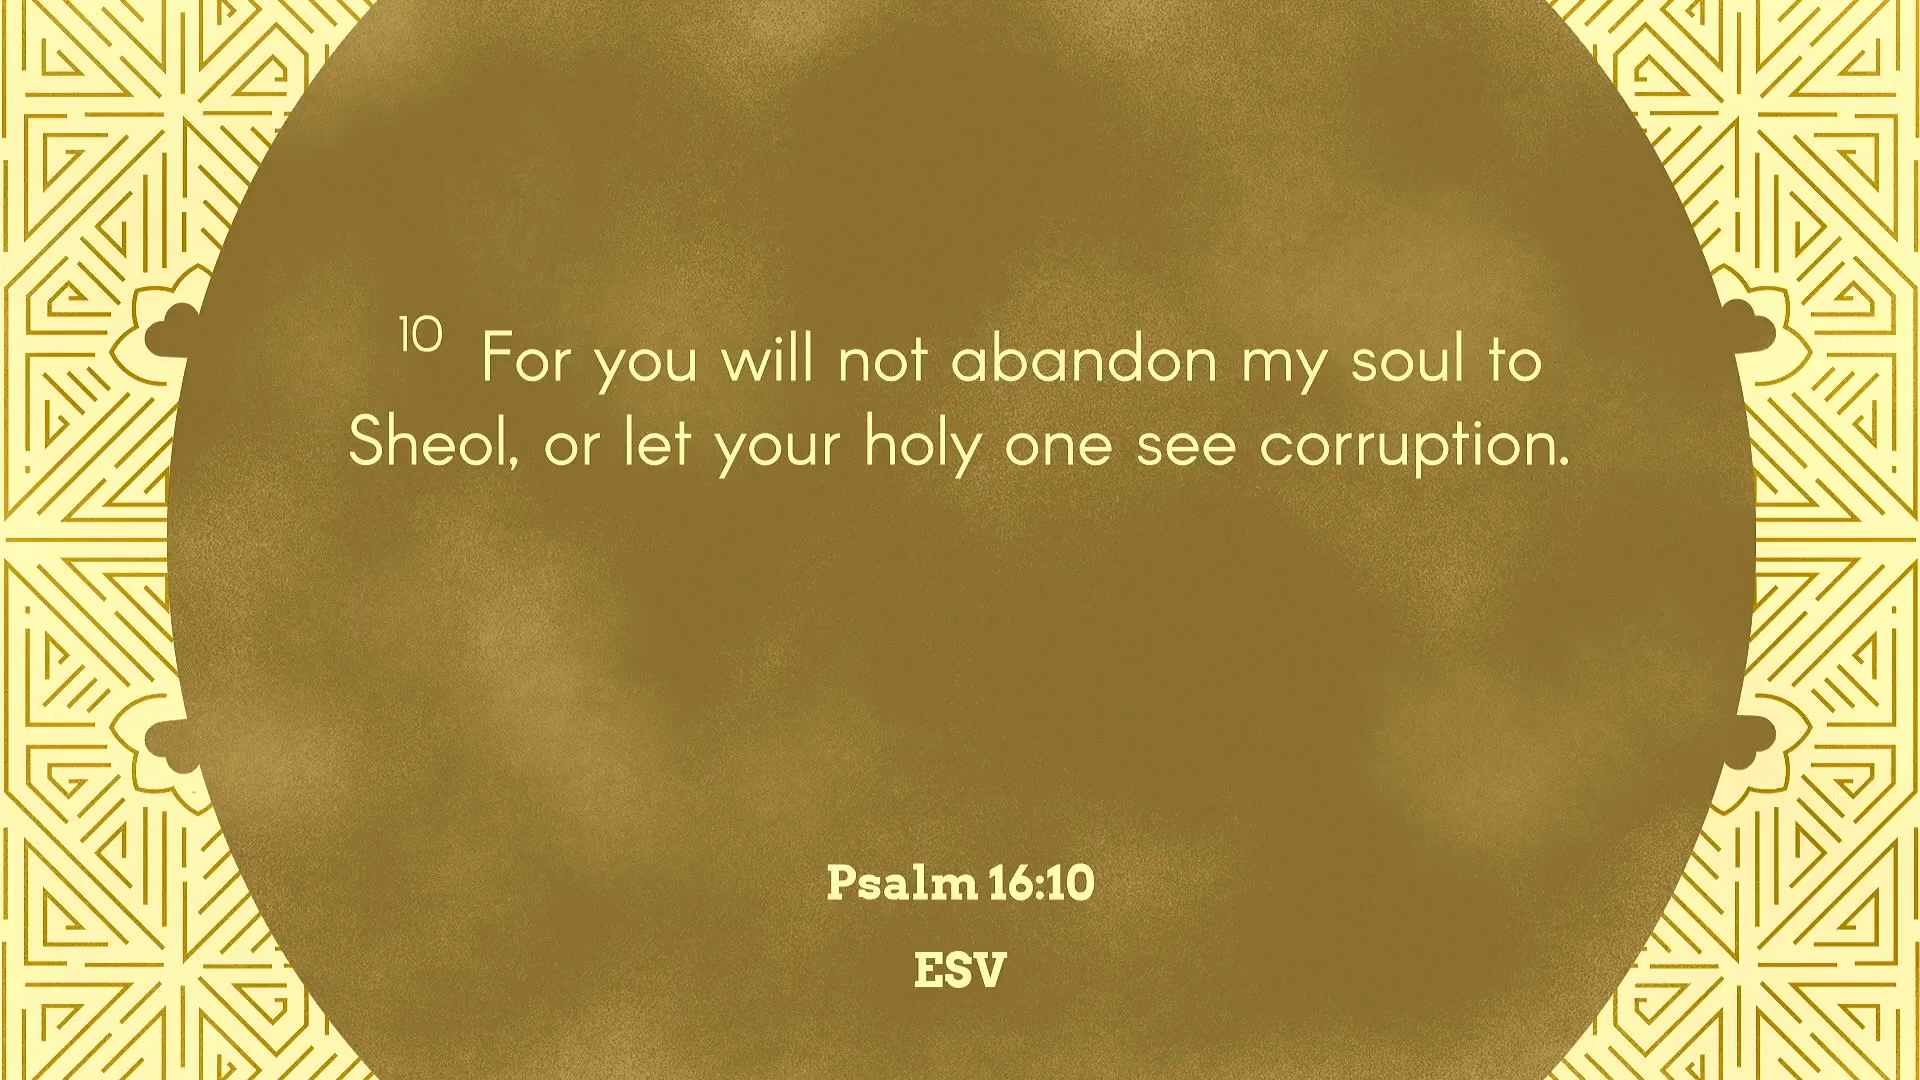 10 For you will not abandon my soul to
Sheol, or let your holy one see corruption.
Psalm 16:10
ESV